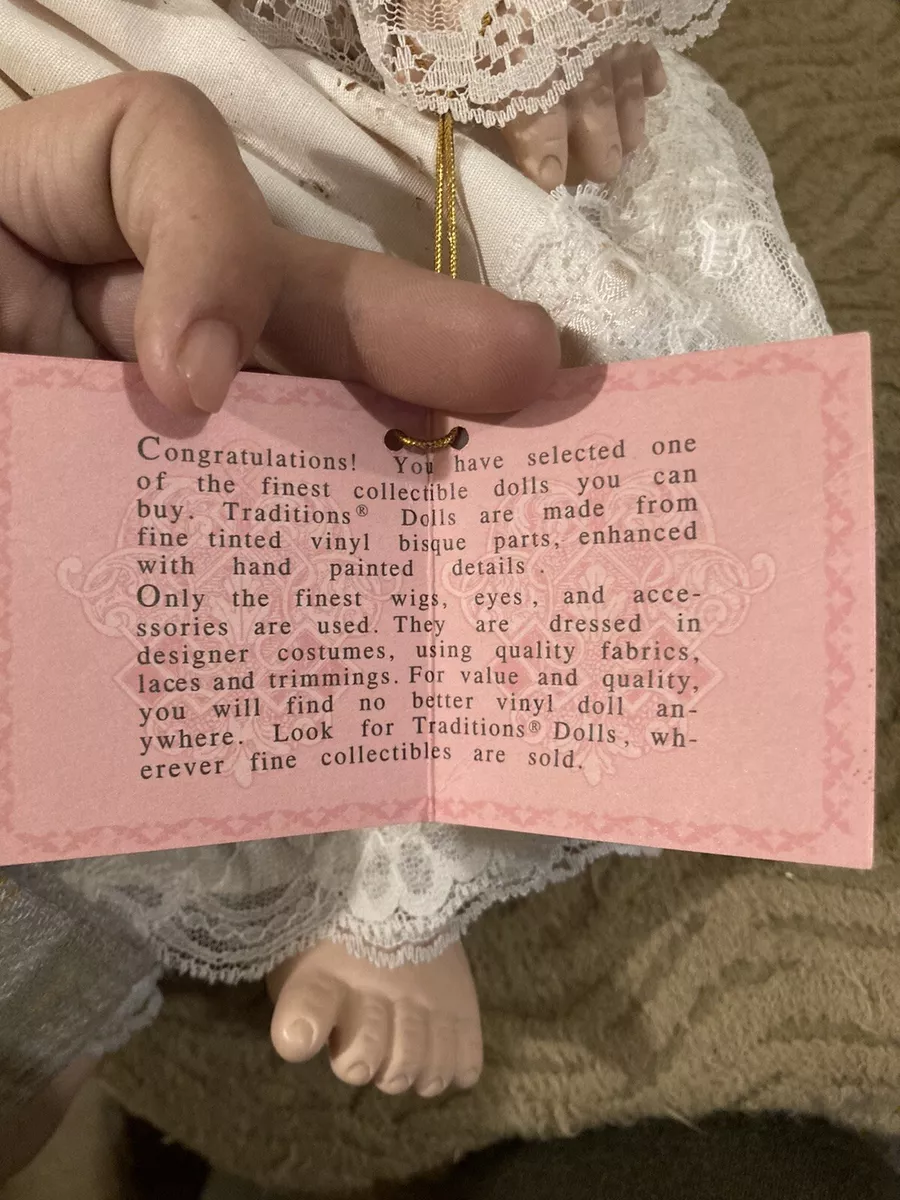 Congratulations! You have selected one
of the finest collectible dolls you can
buy. Traditions® Dolls are made from
fine tinted vinyl bisque parts, enhanced
with hand painted details .
Only the finest wigs, eyes , and acce-
ssories are used. They are dressed in
designer costumes, using quality fabrics,
laces and trimmings. For value and quality,
you will find no better vinyl doll an-
ywhere. Look for Traditions® Dolls , wh-
erever fine collectibles are sold.